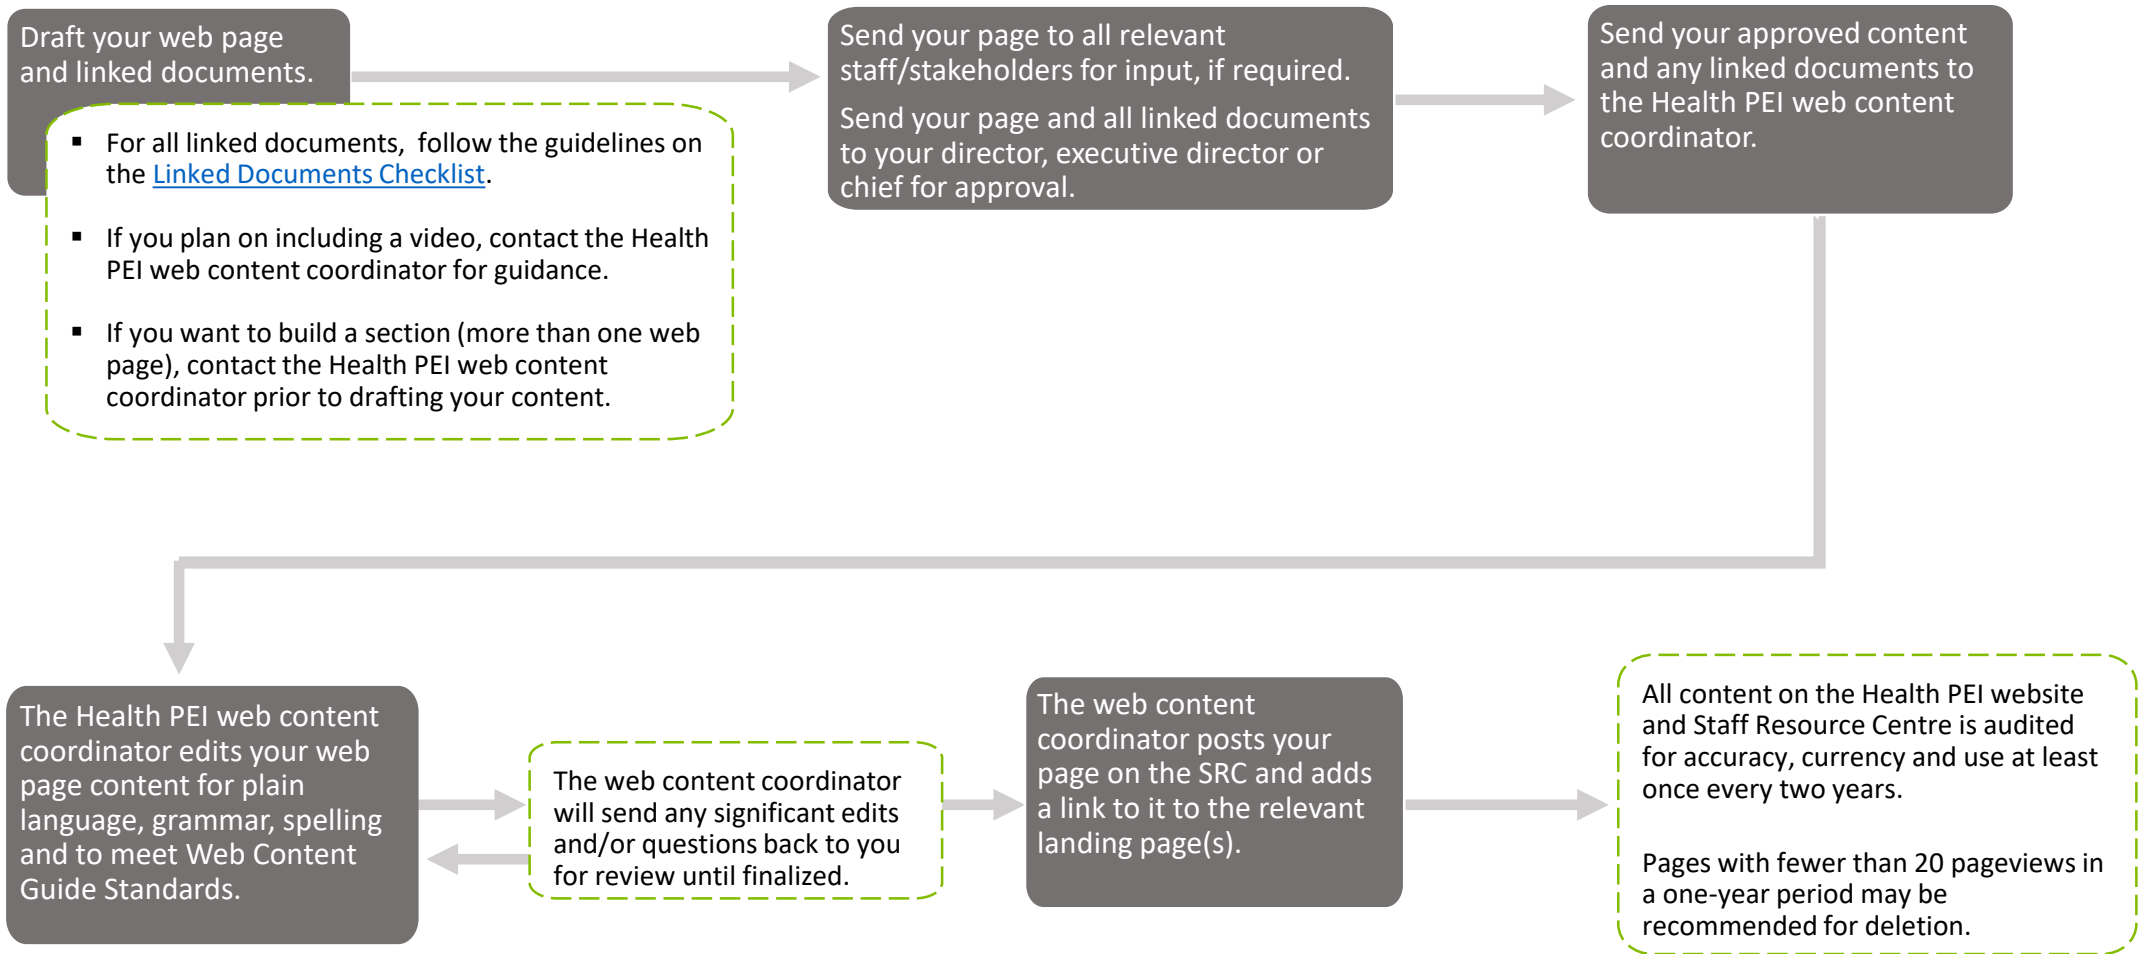 Draft your web page
and linked documents.
▪ For all linked documents,  follow the guidelines on
the Linked Documents Checklist.
▪ If you plan on including a video, contact the Health
PEI web content coordinator for guidance.
▪ If you want to build a section (more than one web
page), contact the Health PEI web content
coordinator prior to drafting your content.
Send your page to all relevant
staff/stakeholders for input, if required.
Send your page and all linked documents
to your director, executive director or
chief for approval.
Send your approved content
and any linked documents to
the Health PEI web content
coordinator.
The Health PEI web content
coordinator edits your web
page content for plain
language, grammar, spelling
and to meet Web Content
Guide Standards.
The web content coordinator
will send any significant edits
and/or questions back to you
for review until finalized.
The web content
coordinator posts your
page on the SRC and adds
a link to it to the relevant
landing page(s).
All content on the Health PEI website
and Staff Resource Centre is audited
for accuracy, currency and use at least
once every two years.
Pages with fewer than 20 pageviews in
a one-year period may be
recommended for deletion.